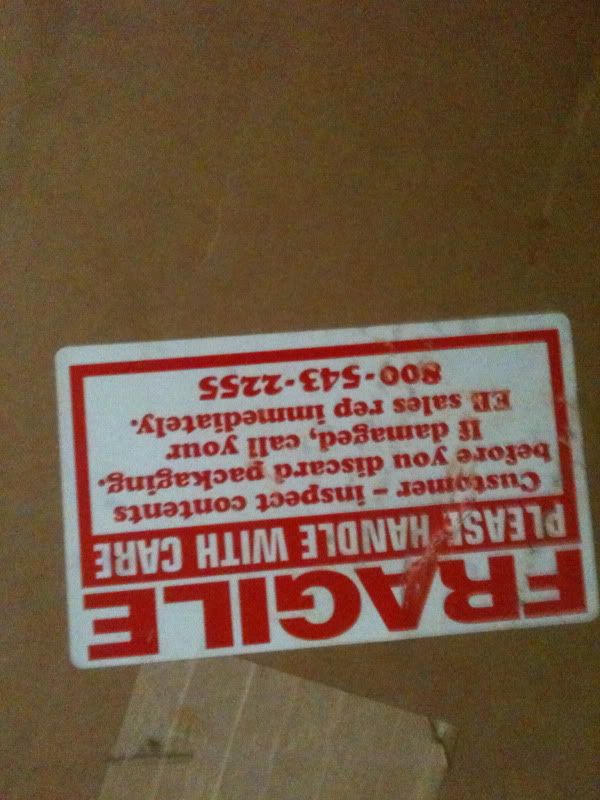 FRAGILE
PLEASE HANDLE WITH CARE
Customer – inspect contents
before you discard packaging.
If damaged, call your
EE sales rep immediately.
800-543-2255